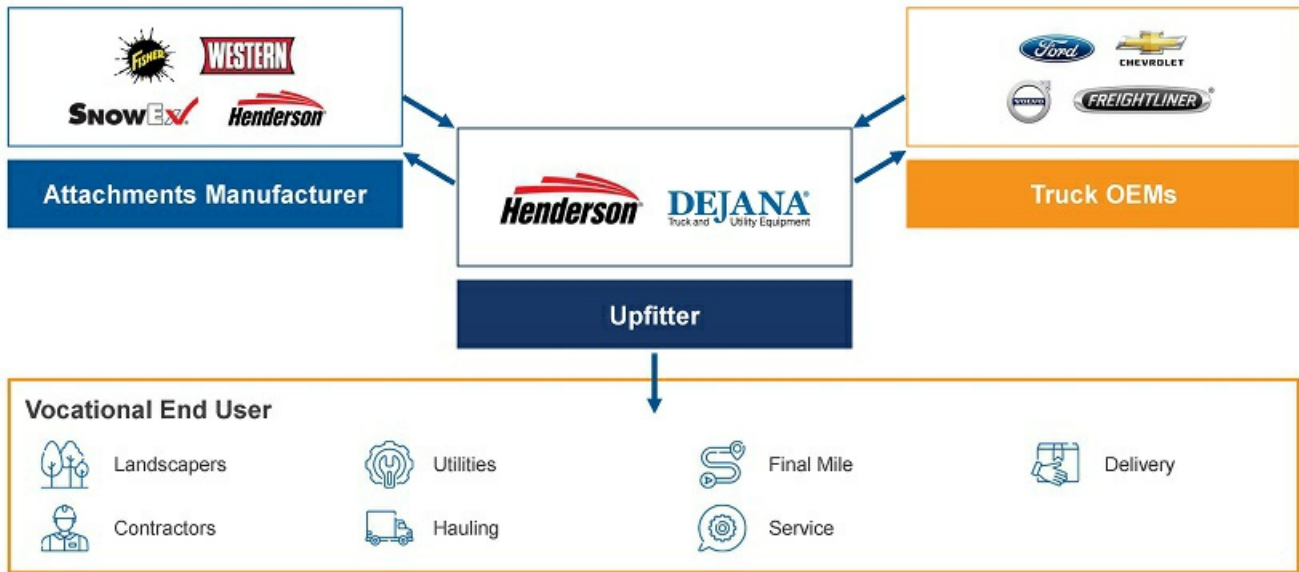 FISHER
WESTERN
SNOWEX
Henderson
Attachments Manufacturer
Henderson
DEJANA®
Truck and Utility Equipment
Upfitter
Ford
CHEVROLET
VOLVO
FREIGHTLINER®
Truck OEMs
Vocational End User
Landscapers
Utilities
Final Mile
Delivery
Contractors
Hauling
Service